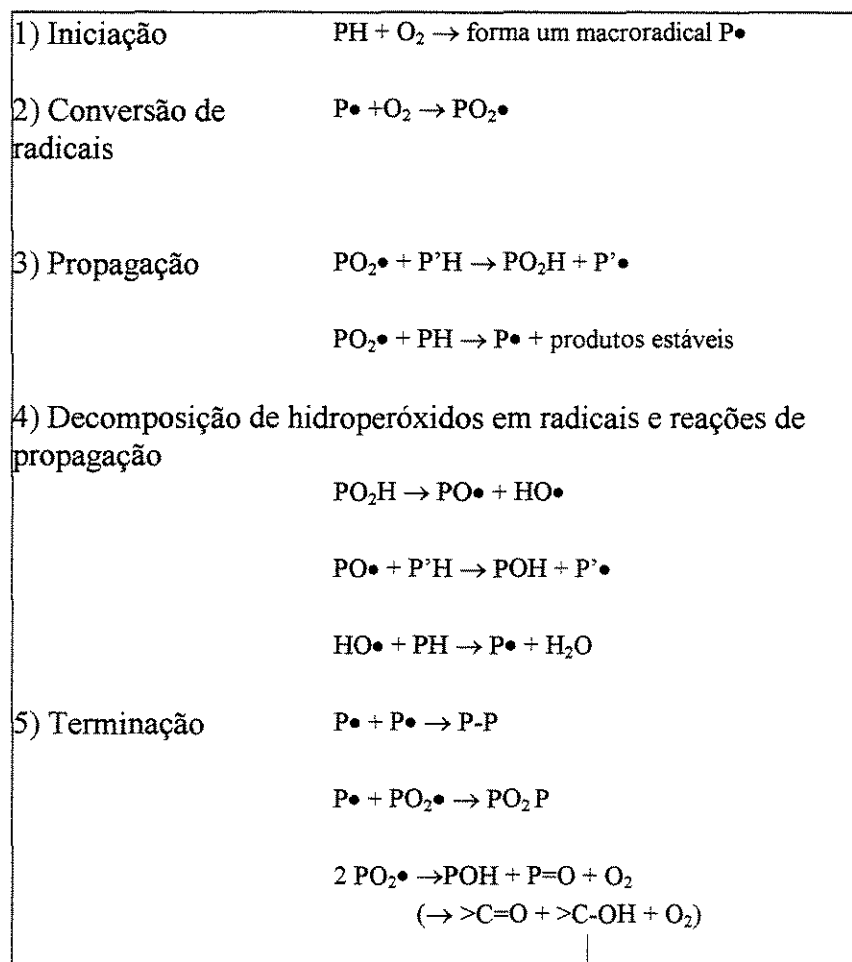 1) Iniciação PH + O₂ → forma um macroradical P●
2) Conversão de P● +O₂ → PO₂●
radicais
3) Propagação PO₂● + P’H → PO₂H + P’●
PO₂● + PH → P● + produtos estáveis
4) Decomposição de hidroperóxidos em radicais e reações de
propagação
PO₂H → PO● + HO●
PO● + P’H → POH + P’●
HO● + PH → P● + H₂O
5) Terminação P● + P● → P-P
P● + PO₂● → PO₂ P
2 PO₂● →POH + P=O + O₂
(→ >C=O + >C-OH + O₂)